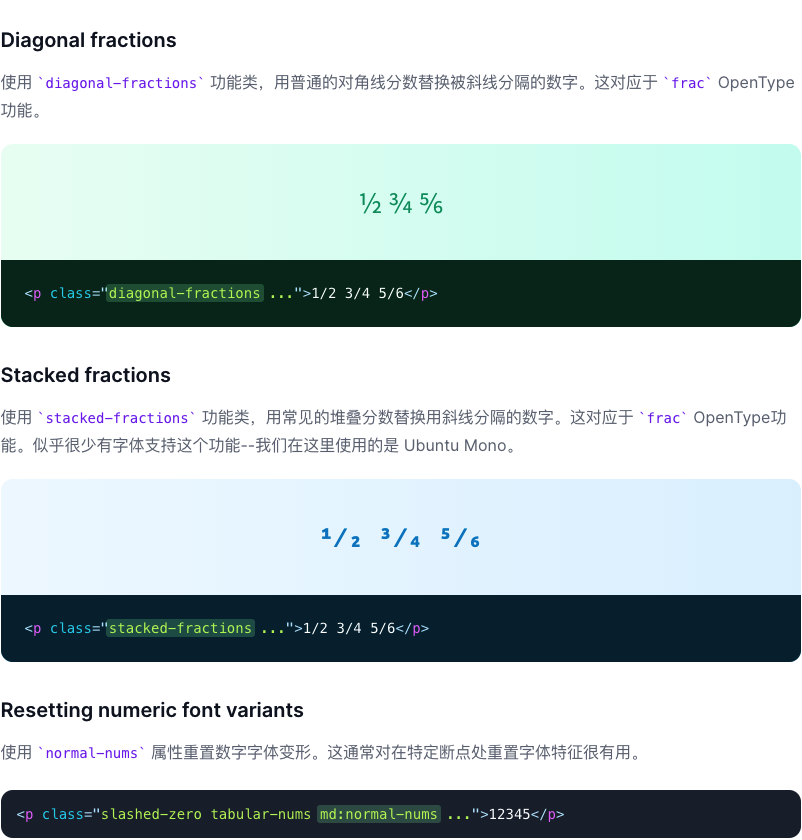 Diagonal fractions
使用 `diagonal-fractions` 功能类，用普通的对角线分数替换被斜线分隔的数字。这对应于 `frac` OpenType
功能。
½ ¾ ⅚
<p class="diagonal-fractions ...">1/2 3/4 5/6</p>
Stacked fractions
使用 `stacked-fractions` 功能类，用常见的堆叠分数替换用斜线分隔的数字。这对应于 `frac` OpenType功
能。似乎很少有字体支持这个功能--我们在这里使用的是 Ubuntu Mono。
¹/₂ ³/₄ ⁵/₆
<p class="stacked-fractions ...">1/2 3/4 5/6</p>
Resetting numeric font variants
使用 `normal-nums` 属性重置数字字体变形。这通常对在特定断点处重置字体特征很有用。
<p class="slashed-zero tabular-nums md:normal-nums ...">12345</p>